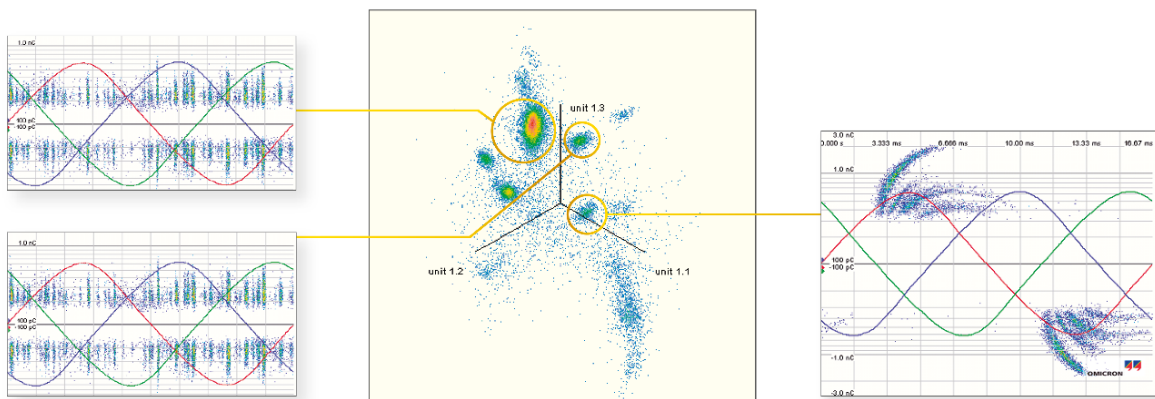 1.0 nC
100 pC
-100 pC
1.0 nC
100 pC
-100 pC
unit 1.3
unit 1.2
unit 1.1
3.0 nC
0.000 s 3.333 ms 6.666 ms 10.00 ms 13.33 ms 16.67 ms
1.0 nC
100 pC
-100 pC
-1.0 nC
OMICRON
-3.0 nC